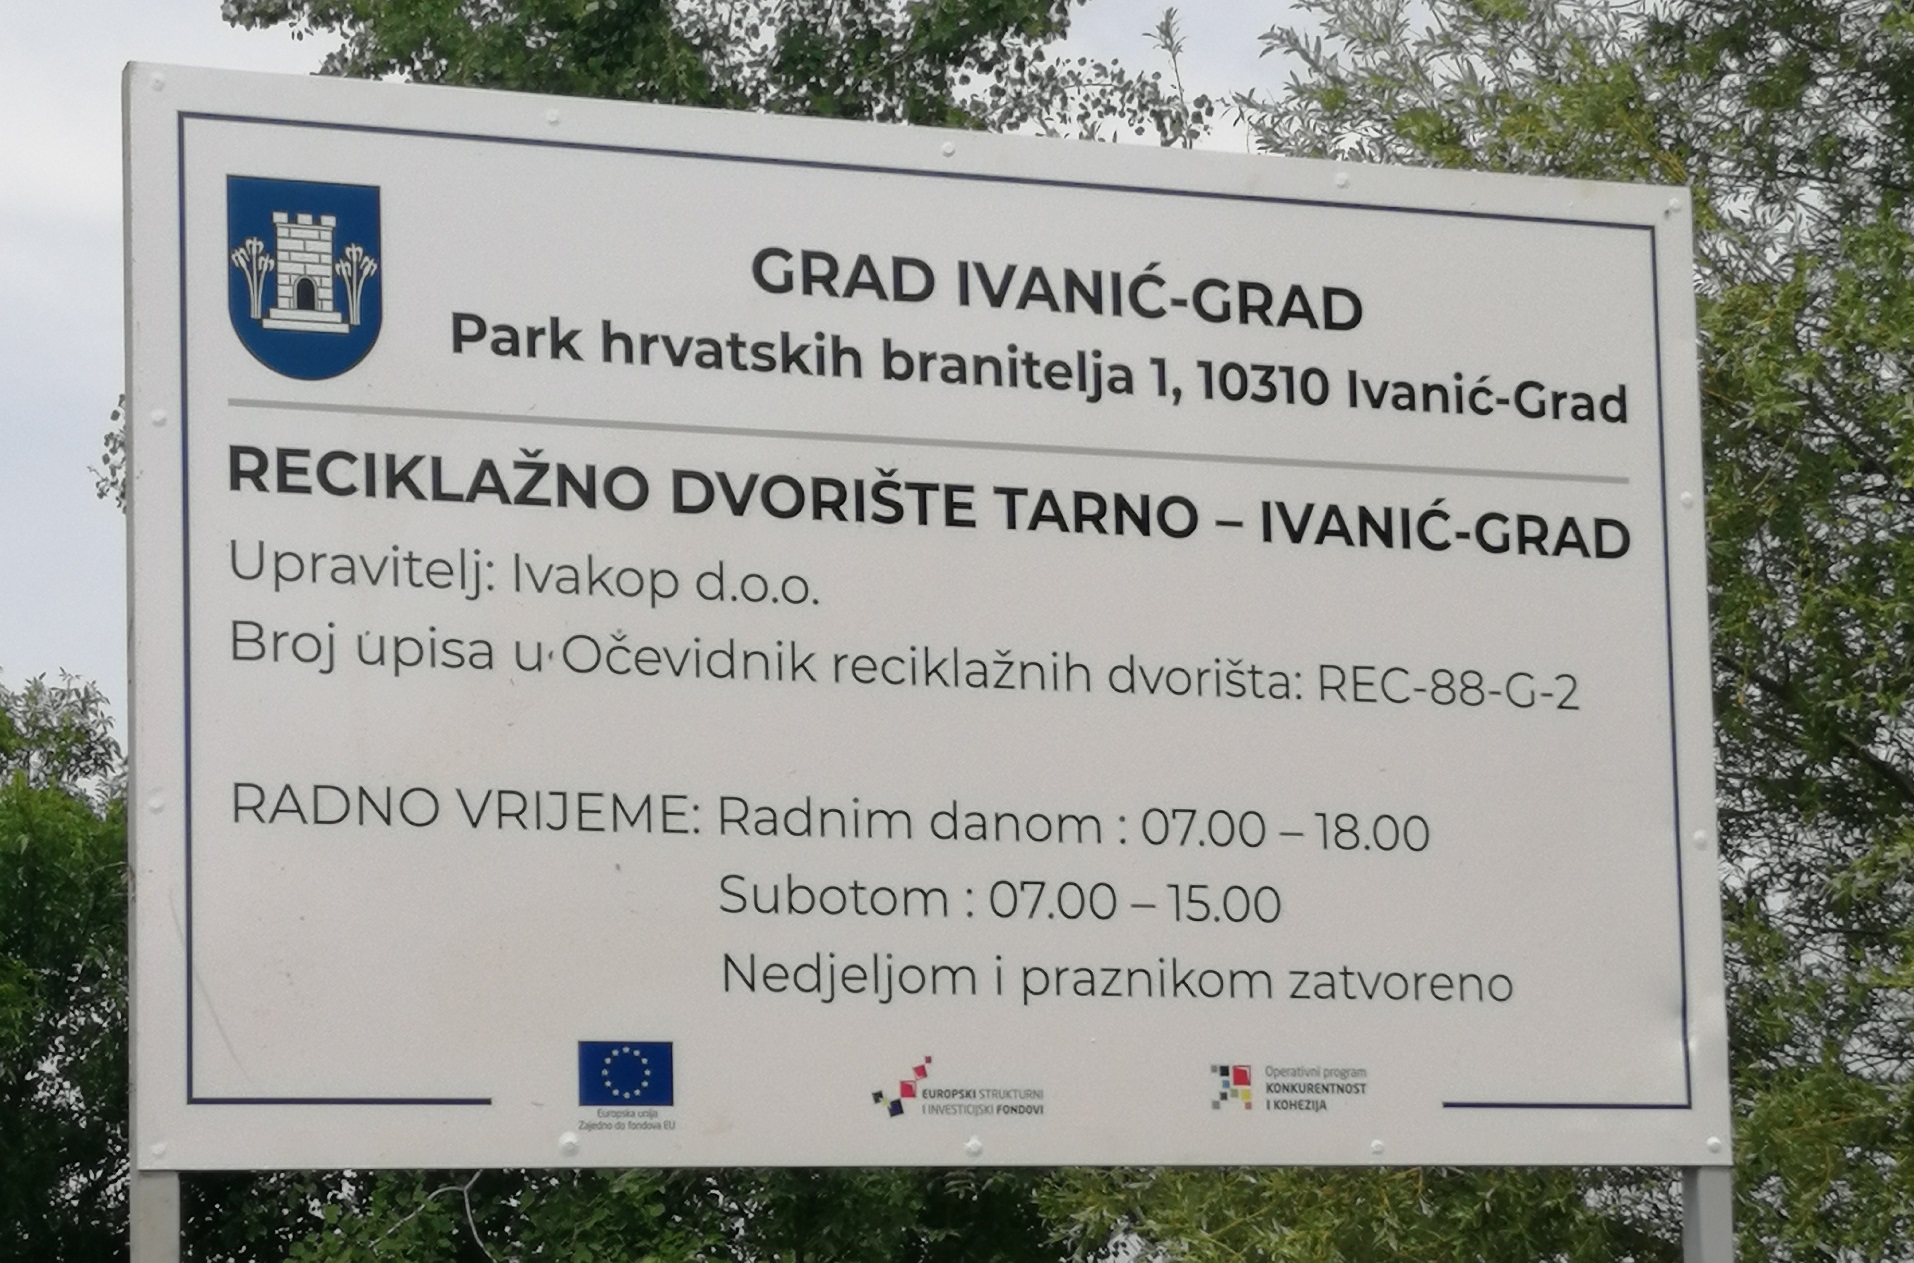 GRAD IVANIĆ-GRAD
Park hrvatskih branitelja 1, 10310 Ivanić-Grad
RECIKLAŽNO DVORIŠTE TARNO – IVANIĆ-GRAD
Upravitelj: Ivakop d.o.o.
Broj upisa u Očevidnik reciklažnih dvorišta: REC-88-G-2
RADNO VRIJEME: Radnim danom : 07.00 – 18.00
Subotom : 07.00 – 15.00
Nedjeljom i praznikom zatvoreno
Europska unija
Zajedno do fondova EU
EUROPSKI STRUKTURNI
I INVESTICIJSKI FONDOVI
Operativni program
KONKURENTNOST
I KOHEZIJA